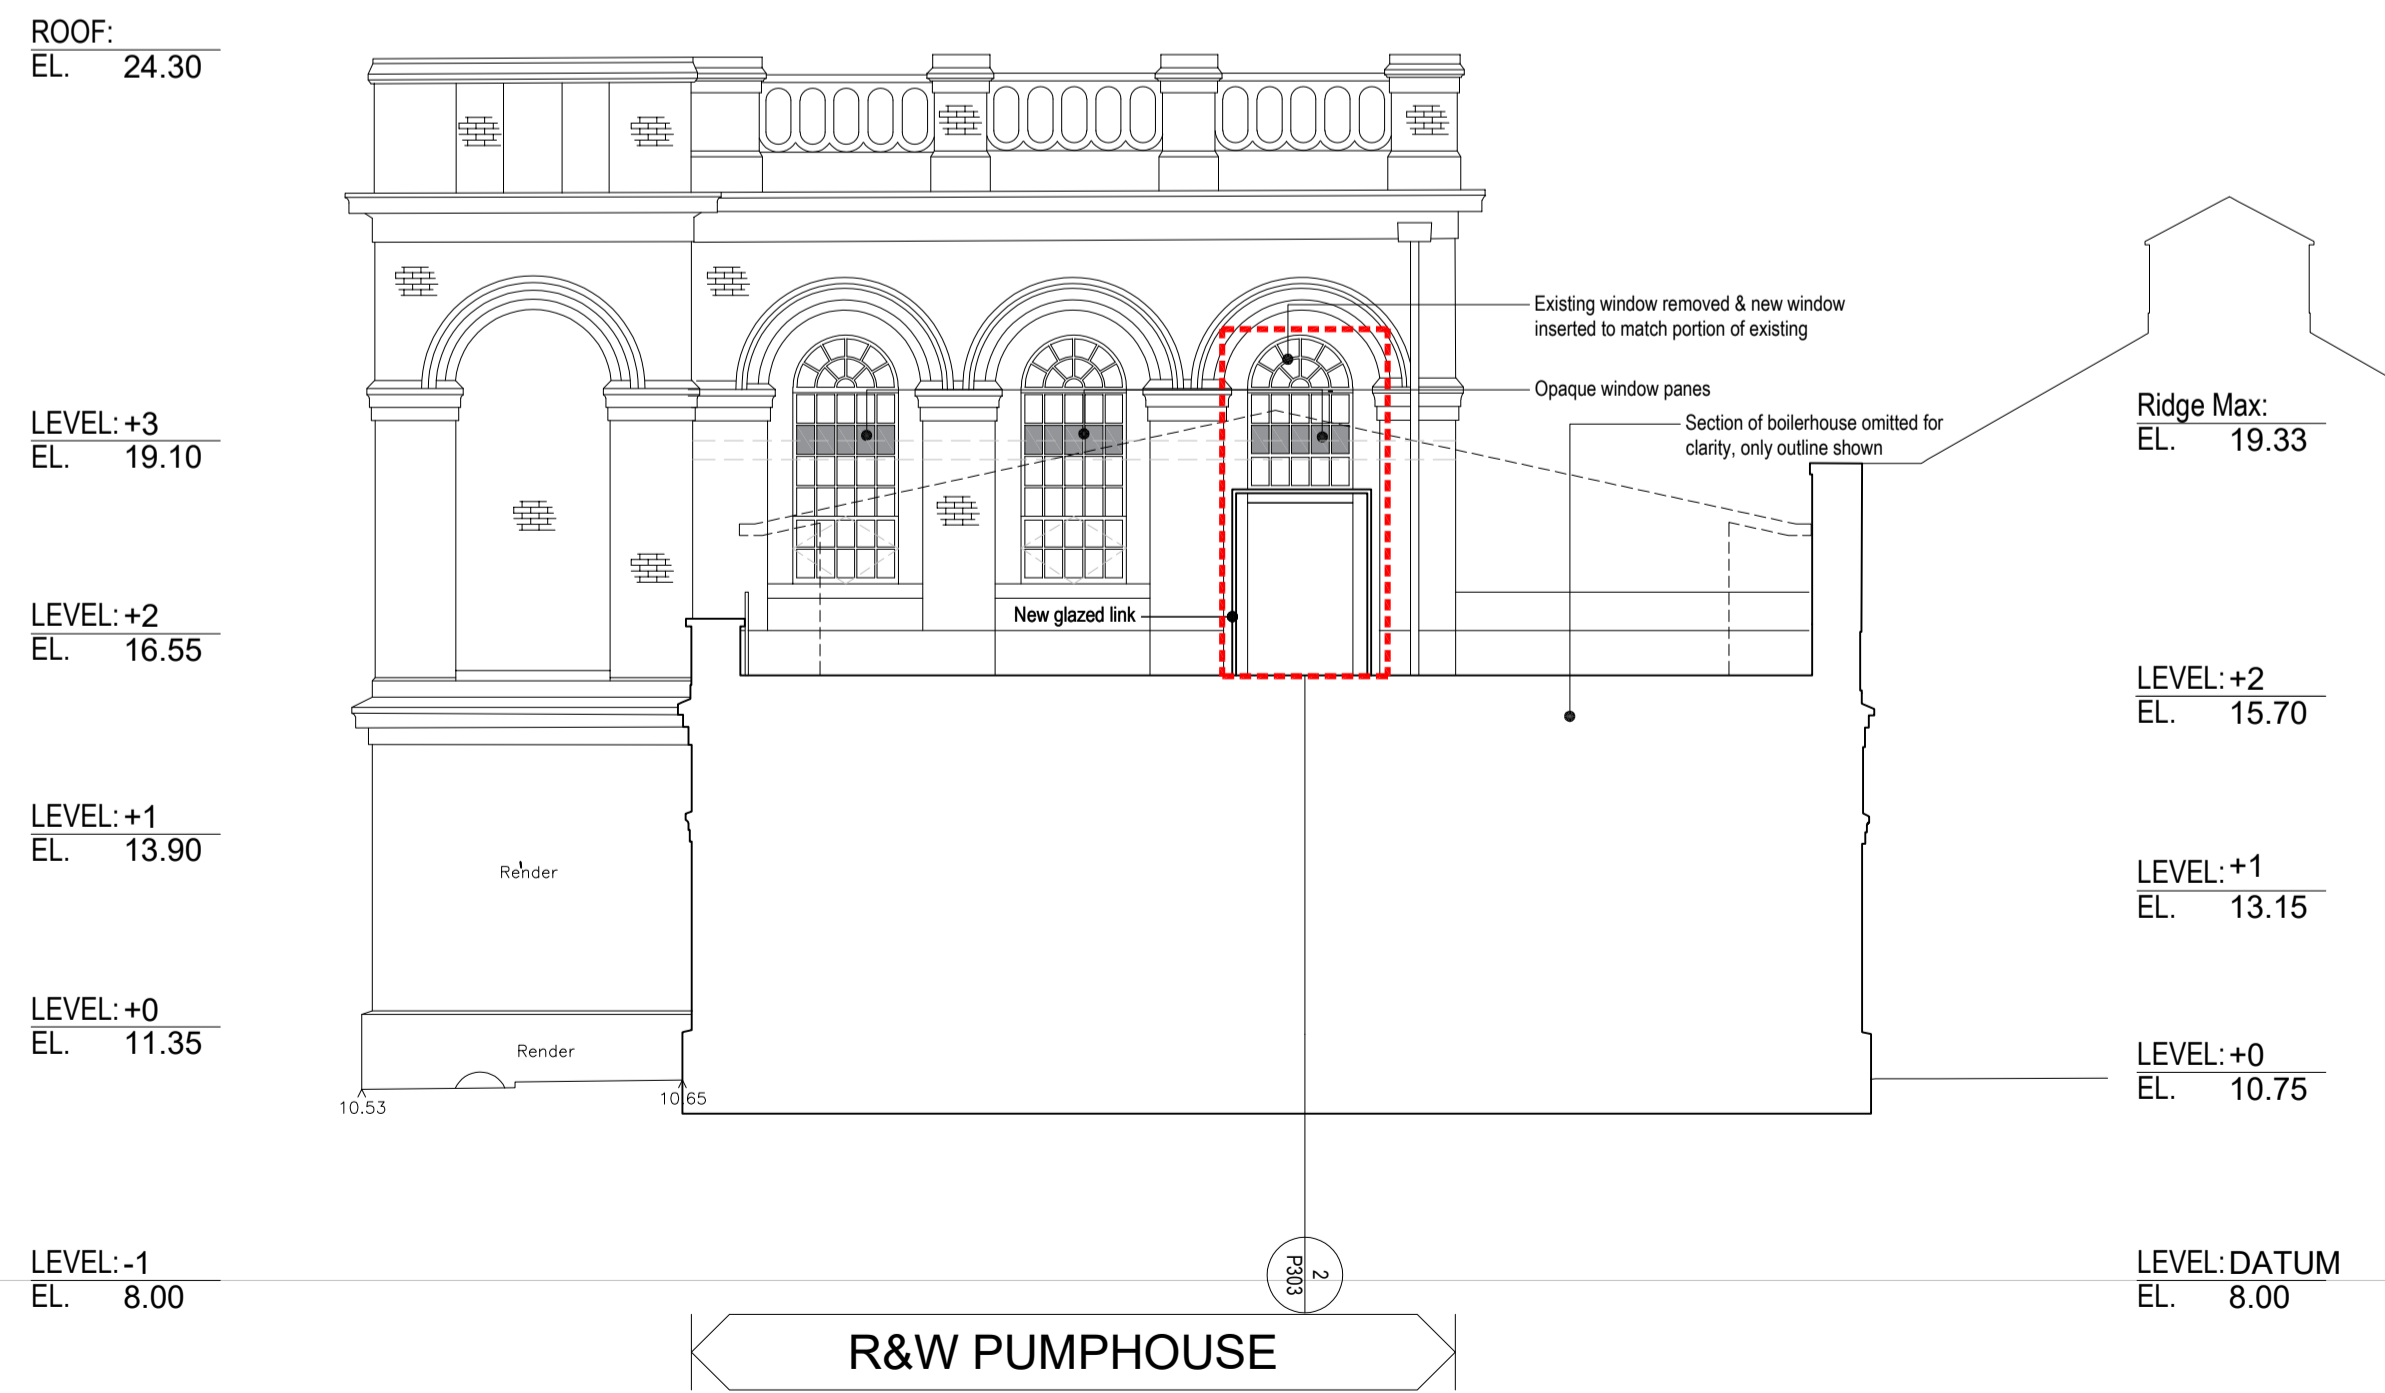 ROOF:
EL. 24.30
Existing window removed & new window
inserted to match portion of existing
Opaque window panes
Section of boilerhouse omitted for
clarity, only outline shown
LEVEL: +3
EL. 19.10
Ridge Max:
EL. 19.33
LEVEL: +2
EL. 16.55
New glazed link
LEVEL: +2
EL. 15.70
LEVEL: +1
EL. 13.90
Render
LEVEL: +1
EL. 13.15
LEVEL: +0
EL. 11.35
Render
LEVEL: +0
EL. 10.75
10.53
10.65
LEVEL: -1
EL. 8.00
2
P303
LEVEL: DATUM
EL. 8.00
R&W PUMPHOUSE